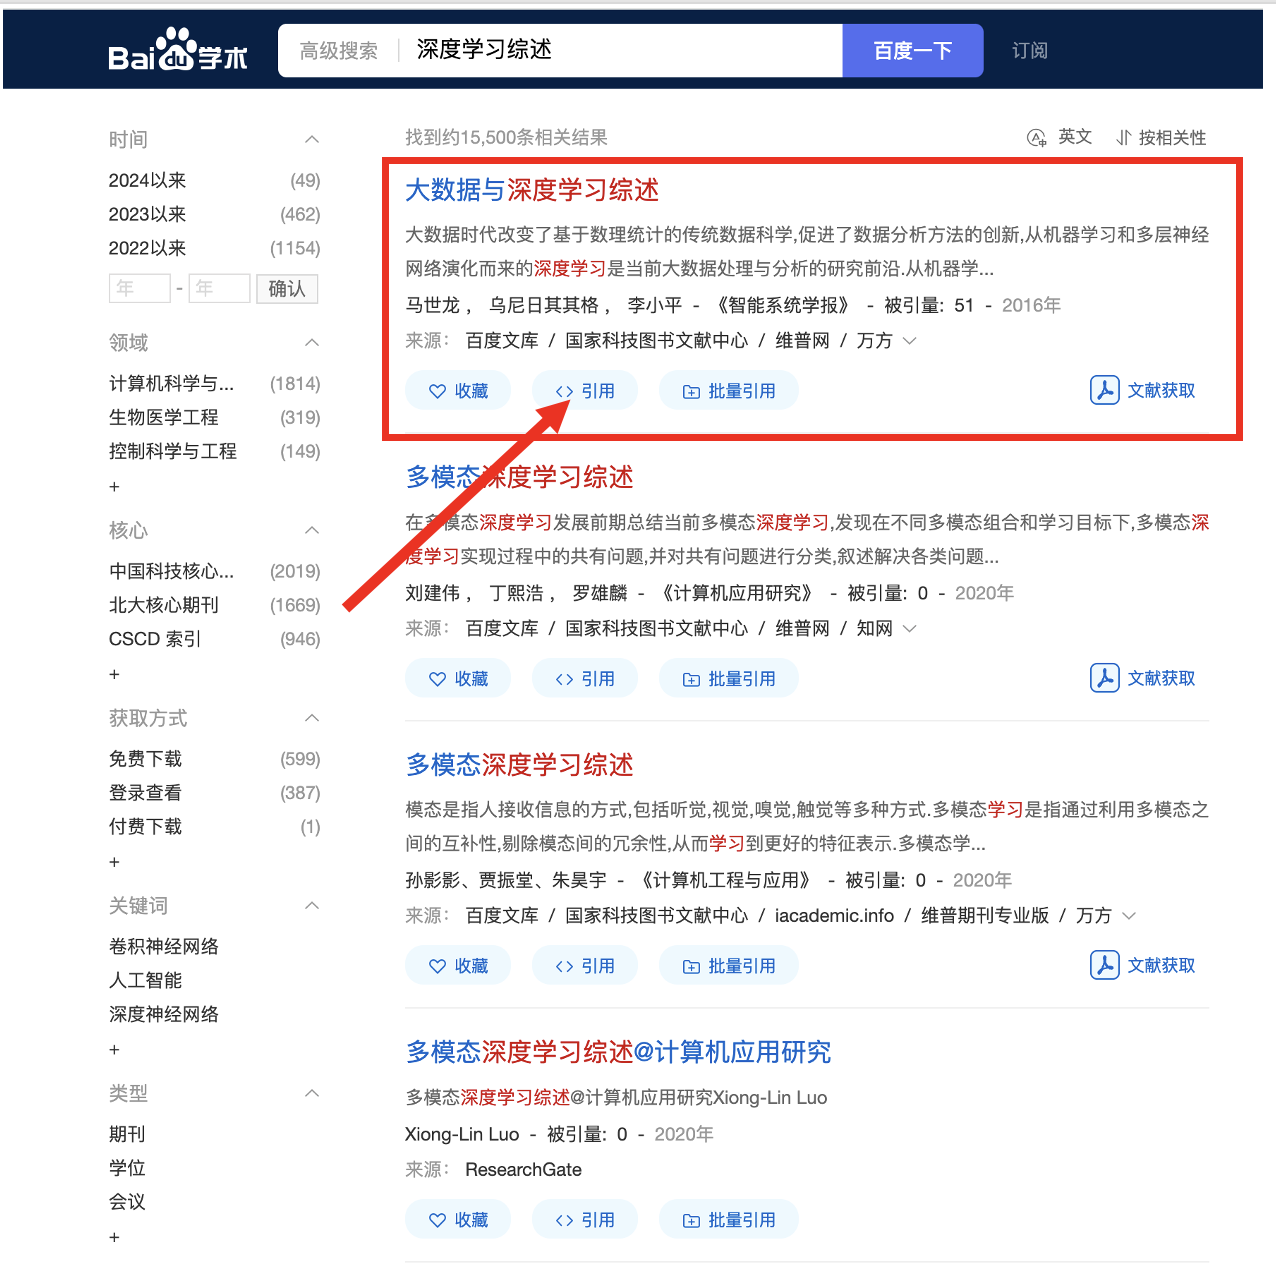 Bai du 学术
高级搜索 深度学习综述 百度一下 订阅
时间
2024以来 (49)
2023以来 (462)
2022以来 (1154)
年 - 年 确认
领域
计算机科学与... (1814)
生物医学工程 (319)
控制科学与工程 (149)
+
核心
中国科技核心... (2019)
北大核心期刊 (1669)
CSCD 索引 (946)
+
获取方式
免费下载 (599)
登录查看 (387)
付费下载 (1)
+
关键词
卷积神经网络
人工智能
深度神经网络
+
类型
期刊
学位
会议
+
找到约15,500条相关结果 英文 按相关性
大数据与深度学习综述
大数据时代改变了基于数理统计的传统数据科学,促进了数据分析方法的创新,从机器学习和多层神经
网络演化而来的深度学习是当前大数据处理与分析的研究前沿.从机器学...
马世龙， 乌尼日其其格， 李小平 - 《智能系统学报》 - 被引量: 51 - 2016年
来源: 百度文库 / 国家科技图书文献中心 / 维普网 / 万方
收藏 <> 引用 批量引用 文献获取
多模态深度学习综述
在多模态深度学习发展前期总结当前多模态深度学习,发现在不同多模态组合和学习目标下,多模态深
度学习实现过程中的共有问题,并对共有问题进行分类,叙述解决各类问题...
刘建伟， 丁熙浩， 罗雄麟 - 《计算机应用研究》 - 被引量: 0 - 2020年
来源: 百度文库 / 国家科技图书文献中心 / 维普网 / 知网
收藏 <> 引用 批量引用 文献获取
多模态深度学习综述
模态是指人接收信息的方式,包括听觉,视觉,嗅觉,触觉等多种方式.多模态学习是指通过利用多模态之
间的互补性,剔除模态间的冗余性,从而学习到更好的特征表示.多模态学...
孙影影、贾振堂、朱昊宇 - 《计算机工程与应用》 - 被引量: 0 - 2020年
来源: 百度文库 / 国家科技图书文献中心 / iacademic.info / 维普期刊专业版 / 万方
收藏 <> 引用 批量引用 文献获取
多模态深度学习综述@计算机应用研究
多模态深度学习综述@计算机应用研究Xiong-Lin Luo
Xiong-Lin Luo - 被引量: 0 - 2020年
来源: ResearchGate
收藏 <> 引用 批量引用